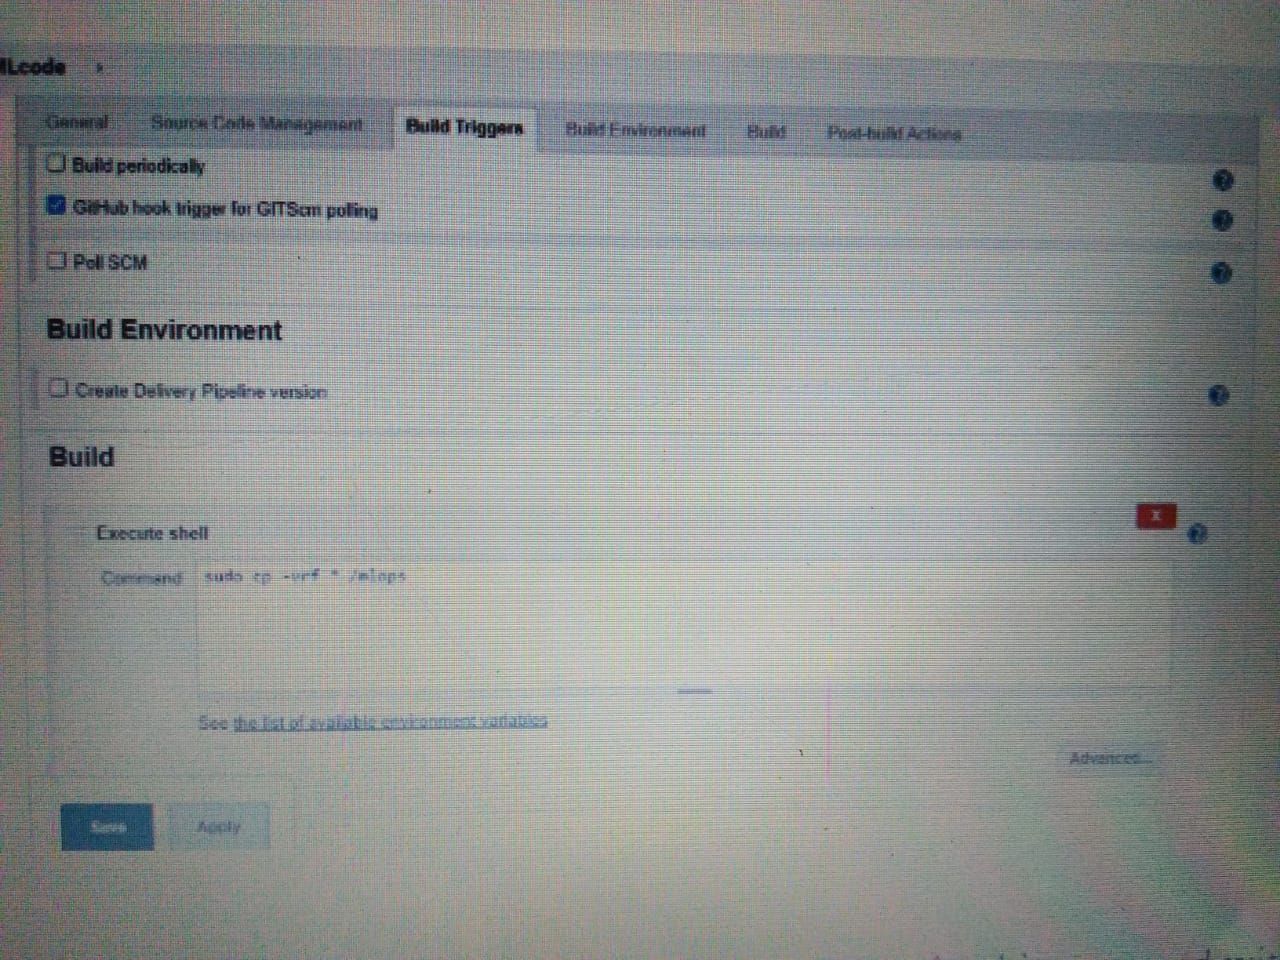 MLcode
General Source Code Management Build Triggers Build Environment Build Post-build Actions
Build periodically
GitHub hook trigger for GITScm polling
Poll SCM
Build Environment
Create Delivery Pipeline version
Build
X
Execute shell
Command sudo cp -vrf * /mlops
See the list of available environment variables
Advanced...
Save Apply